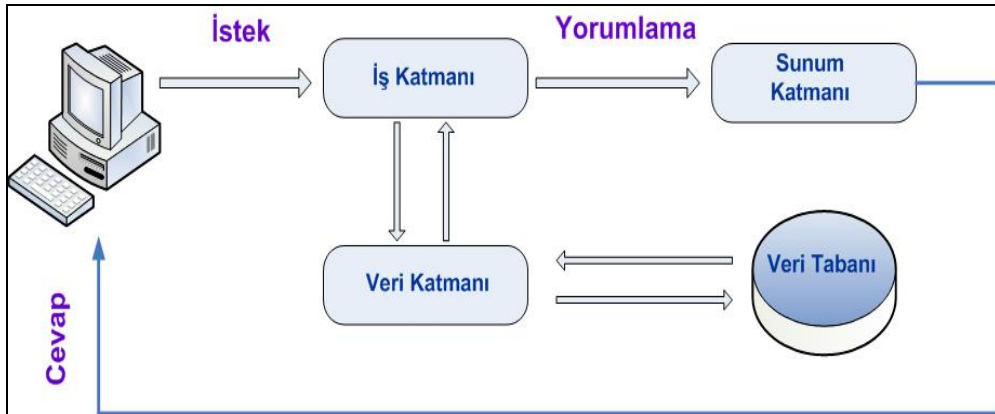 İstek
Yorumlama
İş Katmanı
Sunum
Katmanı
Veri Katmanı
Veri Tabanı
Cevap